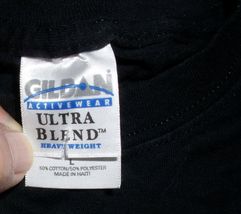 GILDAN
ACTIVEWEAR
ULTRA
BLEND™
HEAVYWEIGHT
L
50% COTTON/50% POLYESTER
MADE IN HAITI